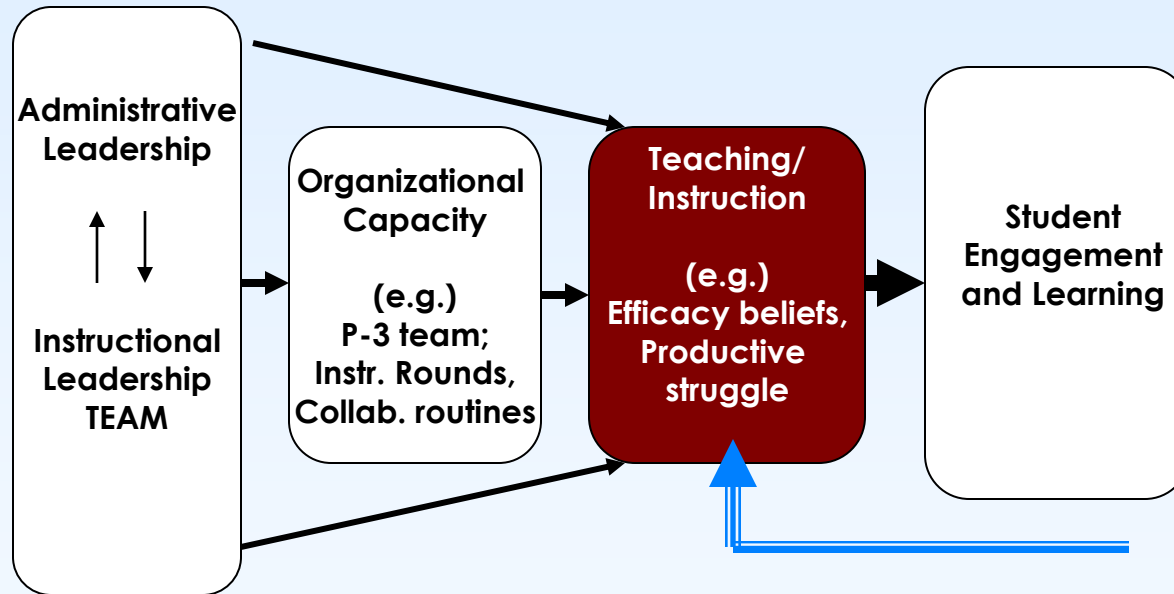 Administrative
Leadership
Instructional
Leadership
TEAM
Organizational
Capacity
(e.g.)
P-3 team;
Instr. Rounds,
Collab. routines
Teaching/
Instruction
(e.g.)
Efficacy beliefs,
Productive
struggle
Student
Engagement
and Learning